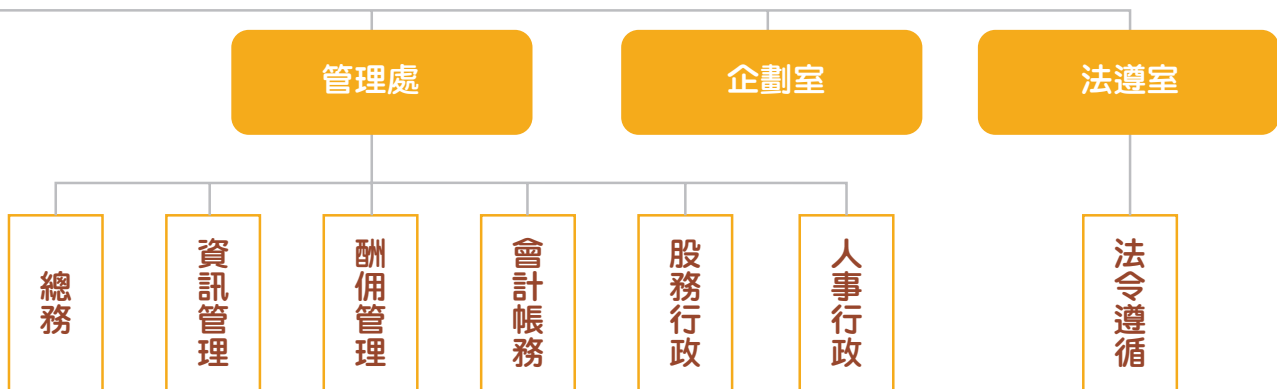 管理處
企劃室
法遵室
總務
資訊管理
酬佣管理
會計帳務
股務行政
人事行政
法令遵循